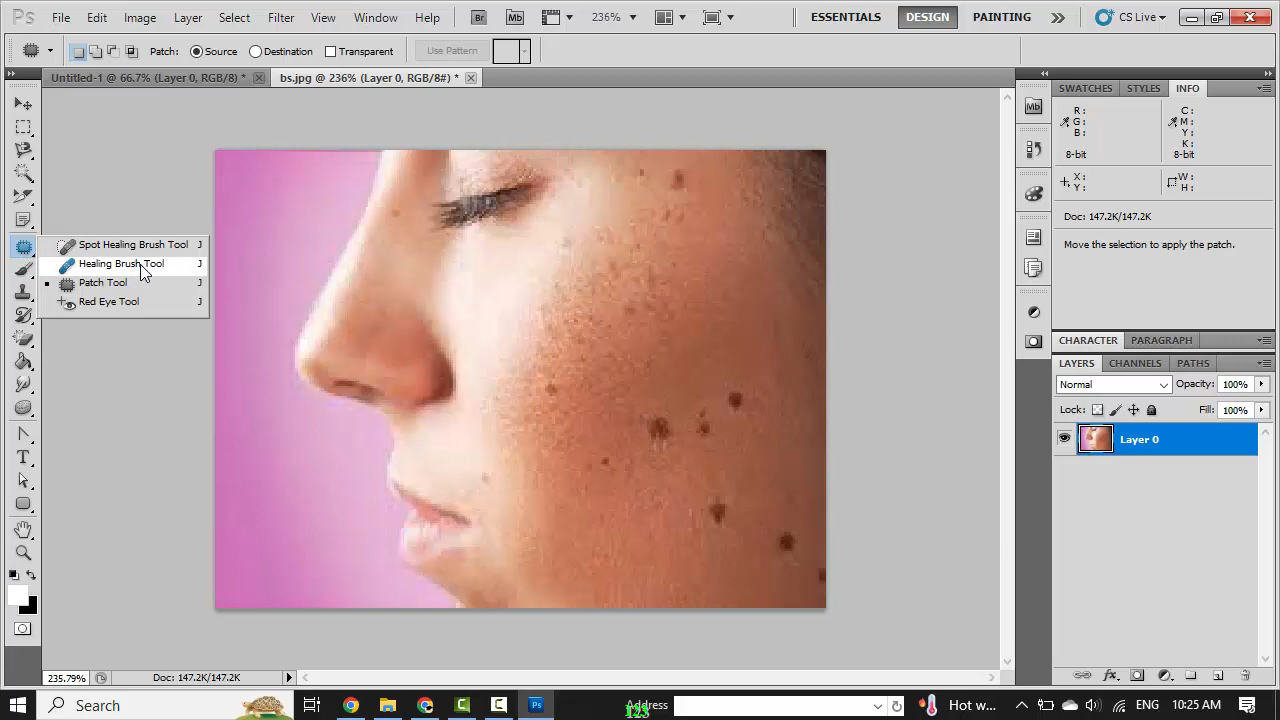 Ps File Edit Image Layer Select Filter View Window Help Br Mb 236% ESSENTIALS DESIGN PAINTING CS Live
Patch: Source Destination Transparent Use Pattern
Untitled-1 @ 66.7% (Layer 0, RGB/8) * bs.jpg @ 236% (Layer 0, RGB/8#) *
SWATCHES STYLES INFO
Mb
R: C:
G: M:
B: Y:
K:
8-bit 8-bit
X: W:
Y: H:
Doc: 147.2K/147.2K
Move the selection to apply the patch.
Spot Healing Brush Tool J
Healing Brush Tool J
Patch Tool J
Red Eye Tool J
CHARACTER PARAGRAPH
LAYERS CHANNELS PATHS
Normal Opacity: 100%
Lock: Fill: 100%
Layer 0
T
fx
235.79% Doc: 147.2K/147.2K
Search Ps Address 123 Hot w... 10:25 AM